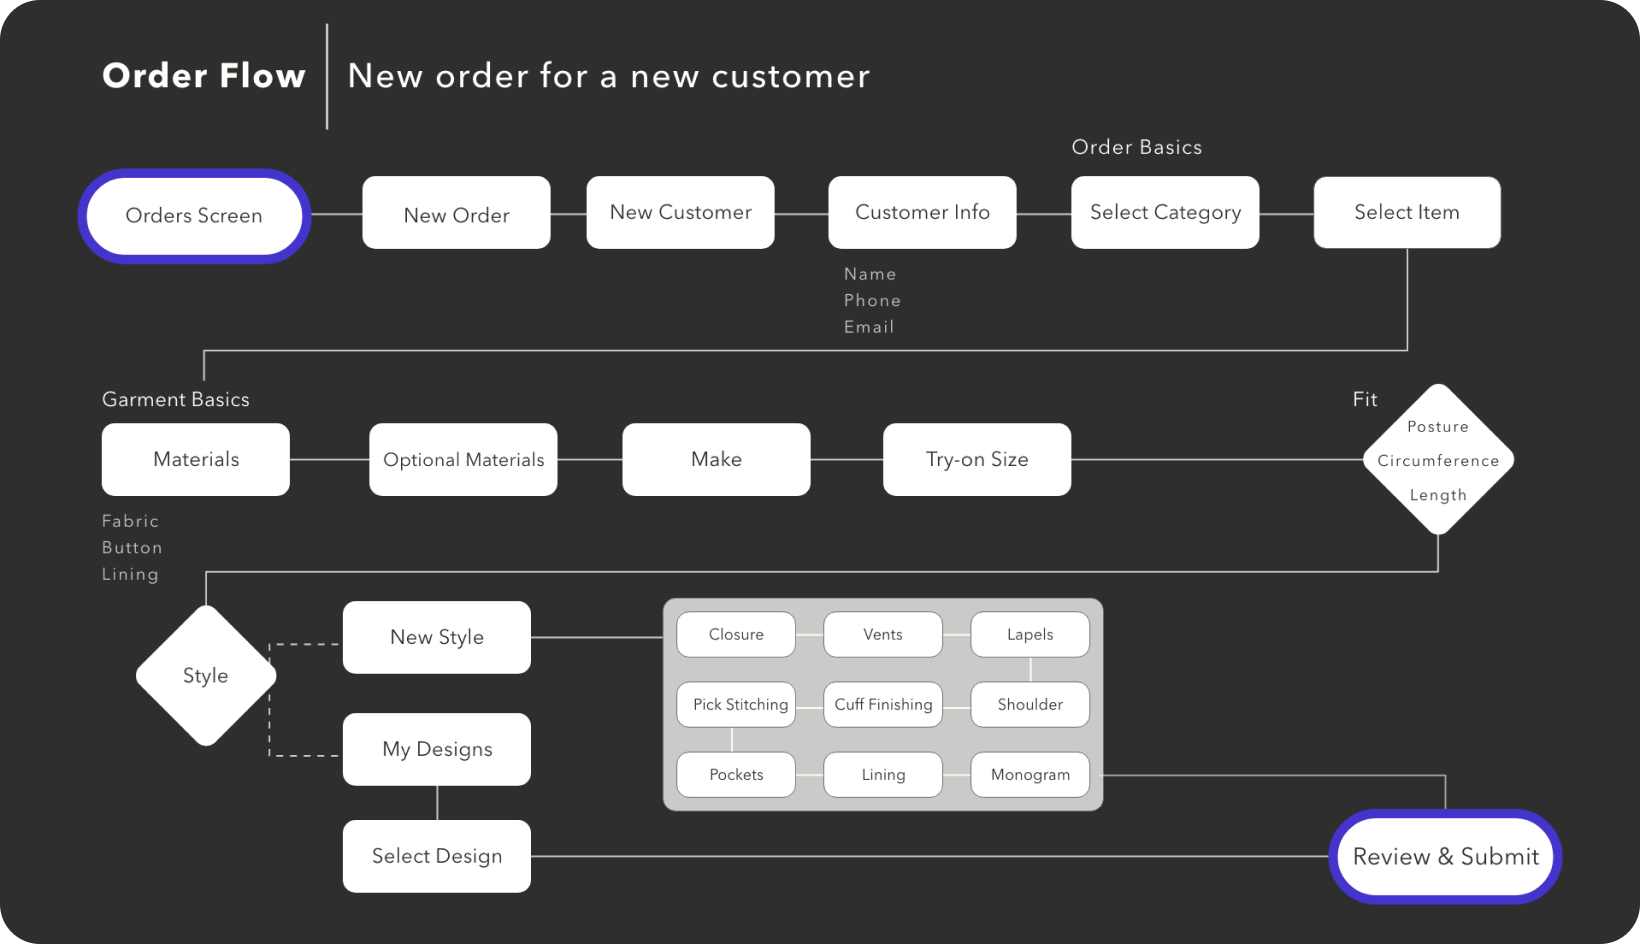 Order Flow
New order for a new customer
Order Basics
Orders Screen
New Order
New Customer
Customer Info
Select Category
Select Item
Name
Phone
Email
Garment Basics
Fit
Materials
Optional Materials
Make
Try-on Size
Posture
Circumference
Length
Fabric
Button
Lining
Style
New Style
My Designs
Select Design
Closure
Vents
Lapels
Pick Stitching
Cuff Finishing
Shoulder
Pockets
Lining
Monogram
Review & Submit